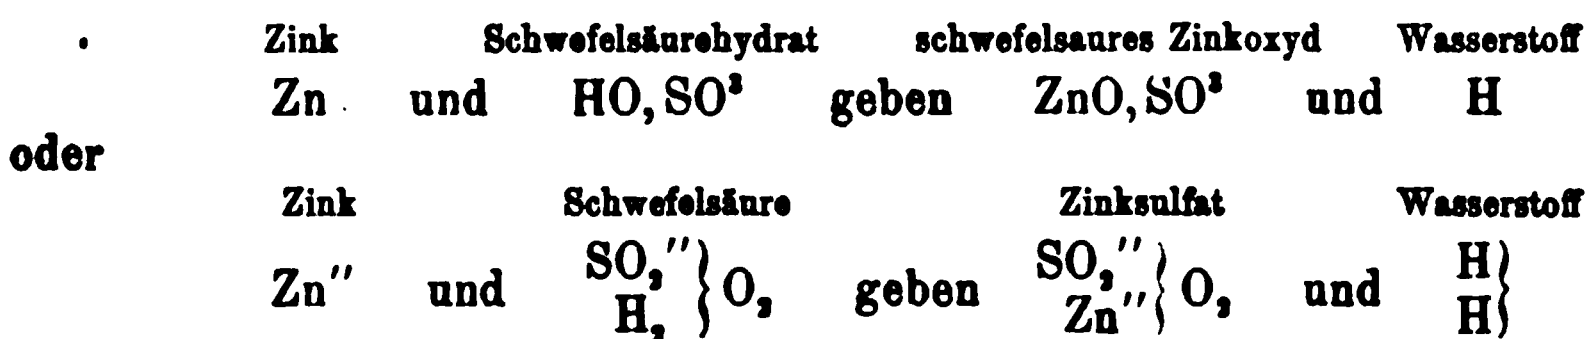 Zink Schwefelsäurehydrat schwefelsaures Zinkoxyd Wasserstoff
Zn und HO, SO³ geben ZnO, SO³ und H
oder
Zink Schwefelsäure Zinksulfat Wasserstoff
Zn″ und SO₂″ H₂ } O₂ geben SO₂″ Zn″ } O₂ und H H }